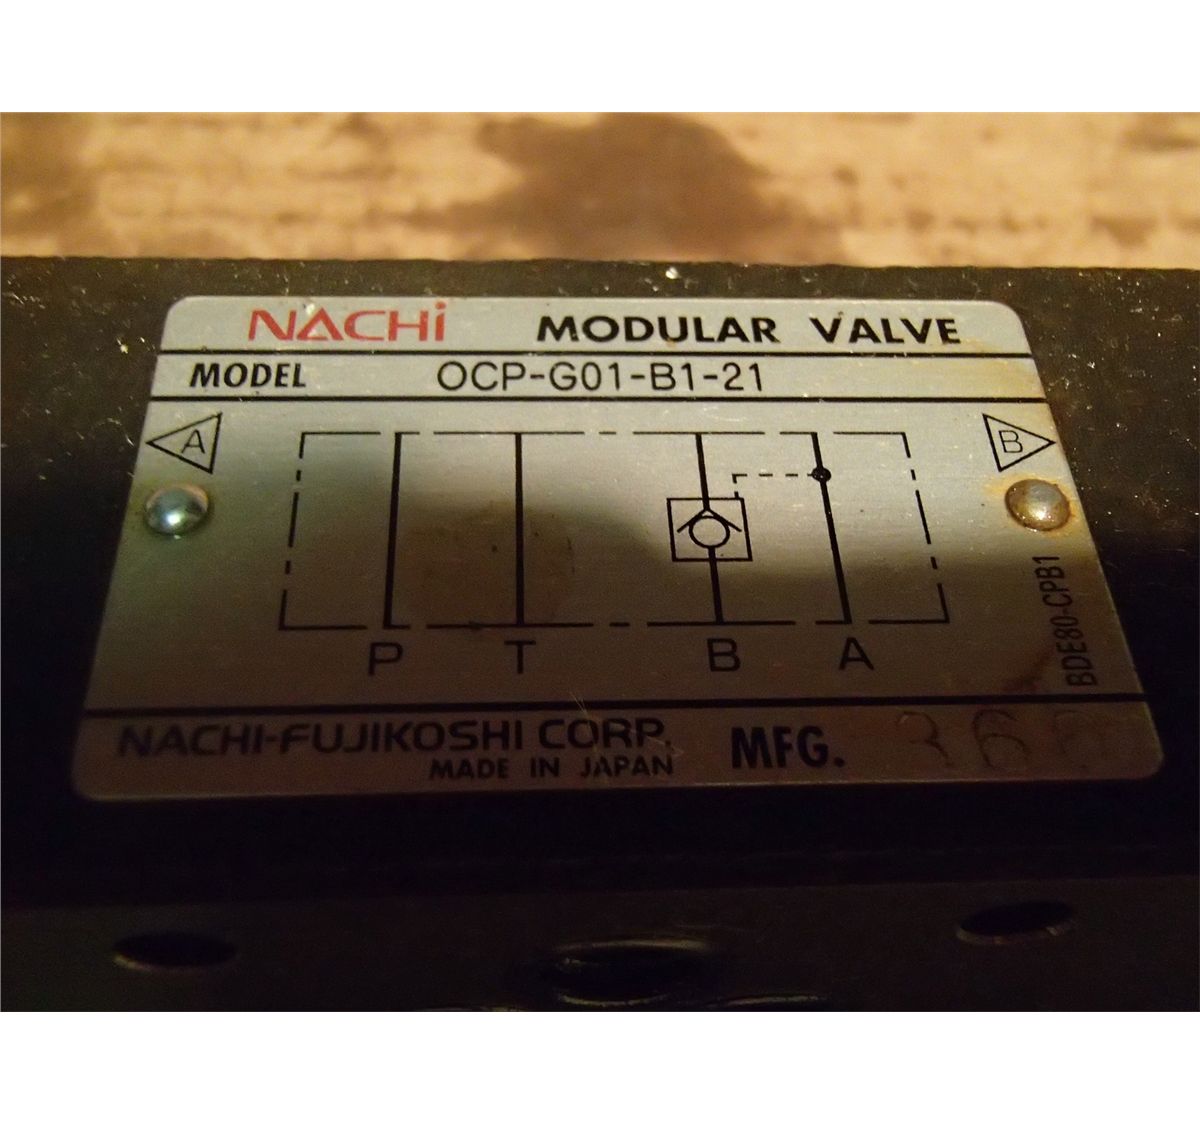 NACHi MODULAR VALVE
MODEL OCP-G01-B1-21
A B
P T B A
BDE80-CPB1
NACHI-FUJIKOSHI CORP. MFG.
MADE IN JAPAN